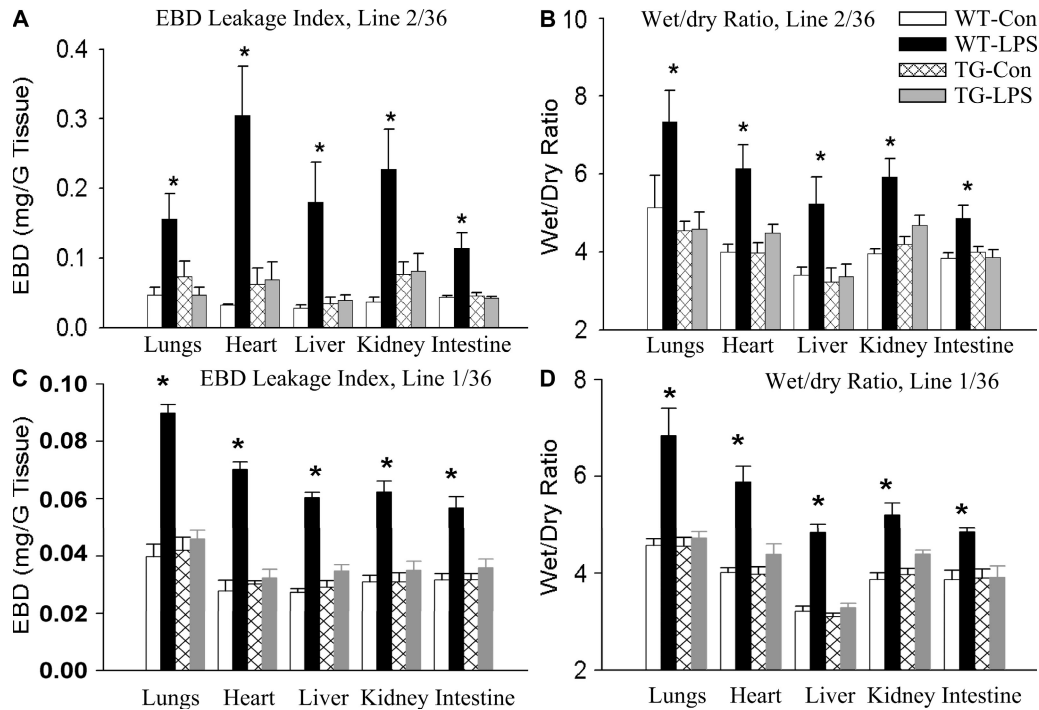 A
EBD Leakage Index, Line 2/36
EBD (mg/G Tissue)
0.4
0.3
0.2
0.1
0.0
*
*
*
*
*
Lungs Heart Liver Kidney Intestine
B
Wet/dry Ratio, Line 2/36
WT-Con
WT-LPS
TG-Con
TG-LPS
Wet/Dry Ratio
10
8
6
4
2
*
*
*
*
*
Lungs Heart Liver Kidney Intestine
C
EBD Leakage Index, Line 1/36
EBD (mg/G Tissue)
0.10
0.08
0.06
0.04
0.02
0.00
*
*
*
*
*
Lungs Heart Liver Kidney Intestine
D
Wet/dry Ratio, Line 1/36
Wet/Dry Ratio
8
6
4
2
*
*
*
*
*
Lungs Heart Liver Kidney Intestine